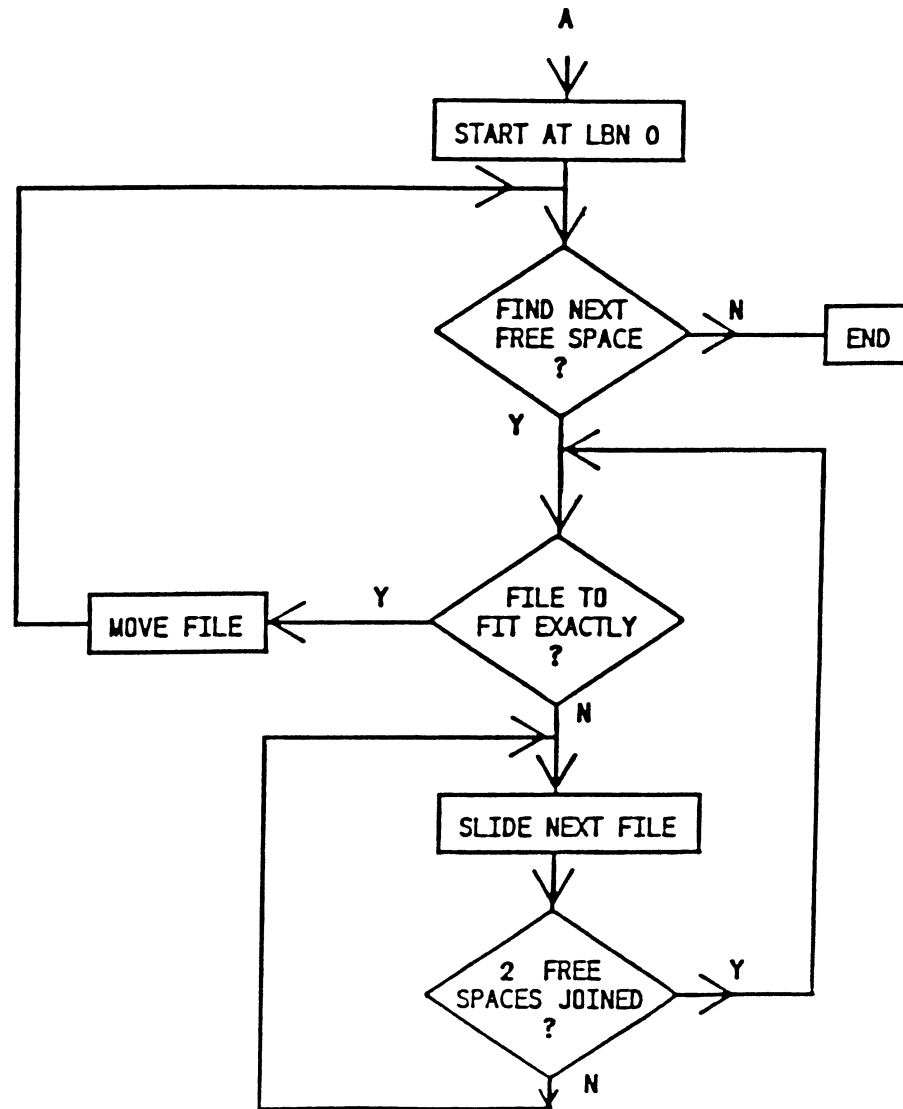 A
START AT LBN 0
FIND NEXT
FREE SPACE
?
N
END
Y
FILE TO
FIT EXACTLY
?
Y
MOVE FILE
N
SLIDE NEXT FILE
2 FREE
SPACES JOINED
?
Y
N